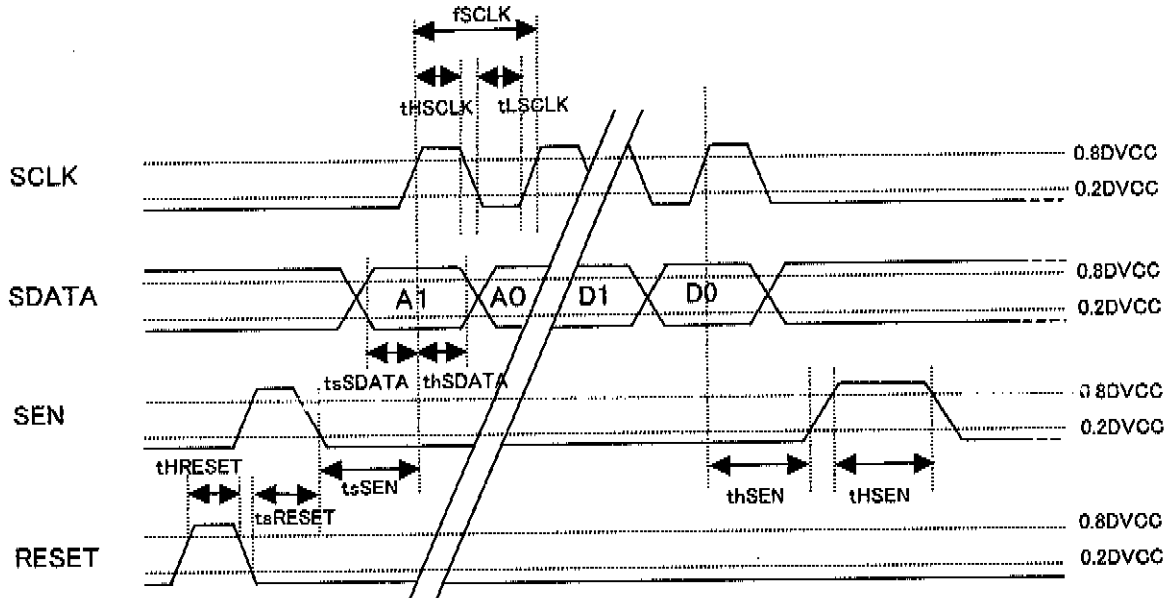 fSCLK
tHSCLK tLSCLK
SCLK
0.8DVCC
0.2DVCC
SDATA
A1 A0 D1 D0
0.8DVCC
0.2DVCC
tsSDATA thSDATA
SEN
0.8DVCC
0.2DVCC
tHRESET
tsRESET
tsSEN
thSEN tHSEN
RESET
0.8DVCC
0.2DVCC